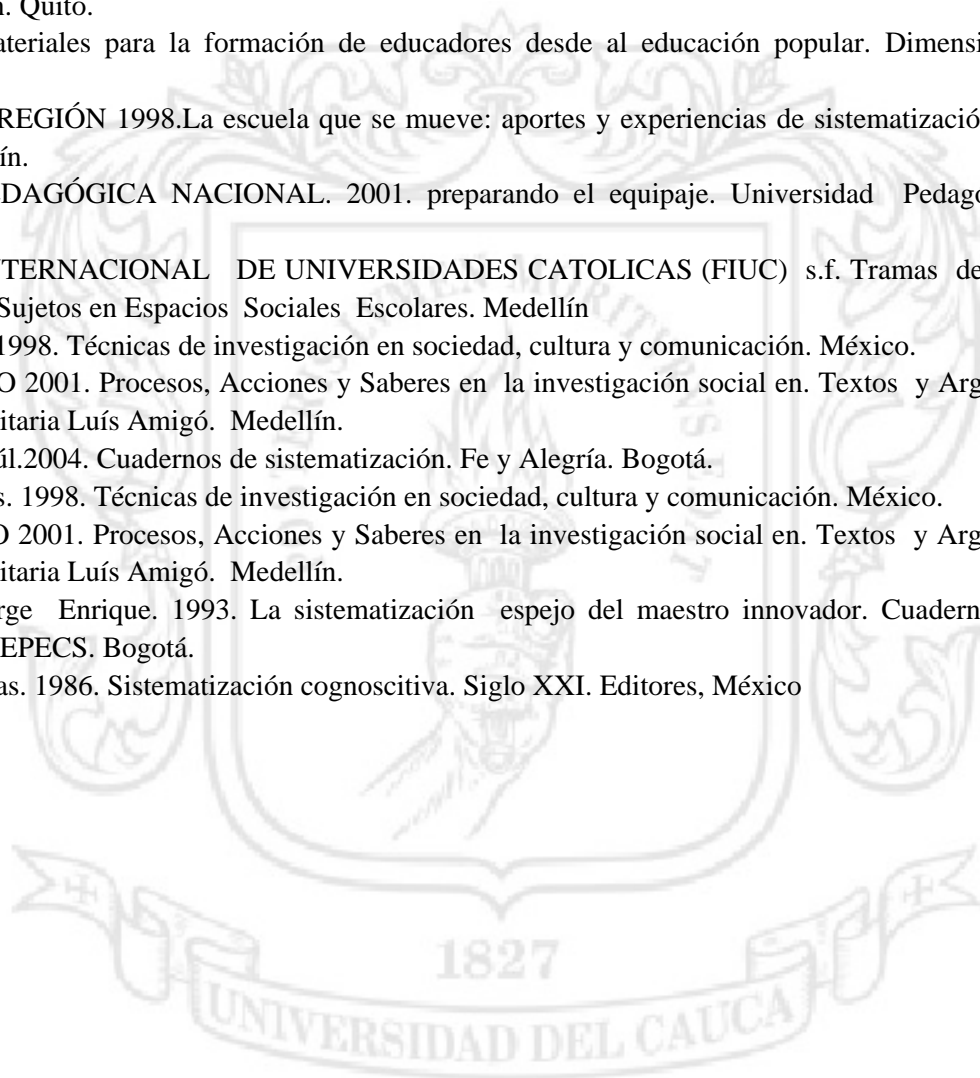 n. Quito.
ateriales para la formación de educadores desde al educación popular. Dimensi
REGIÓN 1998.La escuela que se mueve: aportes y experiencias de sistematizació
ín.
DAGÓGICA NACIONAL. 2001. preparando el equipaje. Universidad Pedago
NTERNACIONAL DE UNIVERSIDADES CATOLICAS (FIUC) s.f. Tramas de
Sujetos en Espacios Sociales Escolares. Medellín
1998. Técnicas de investigación en sociedad, cultura y comunicación. México.
O 2001. Procesos, Acciones y Saberes en la investigación social en. Textos y Arg
itaria Luís Amigó. Medellín.
úl.2004. Cuadernos de sistematización. Fe y Alegría. Bogotá.
s. 1998. Técnicas de investigación en sociedad, cultura y comunicación. México.
O 2001. Procesos, Acciones y Saberes en la investigación social en. Textos y Arg
itaria Luís Amigó. Medellín.
rge Enrique. 1993. La sistematización espejo del maestro innovador. Cuadern
EPECS. Bogotá.
as. 1986. Sistematización cognoscitiva. Siglo XXI. Editores, México
1827
UNIVERSIDAD DEL CAUCA